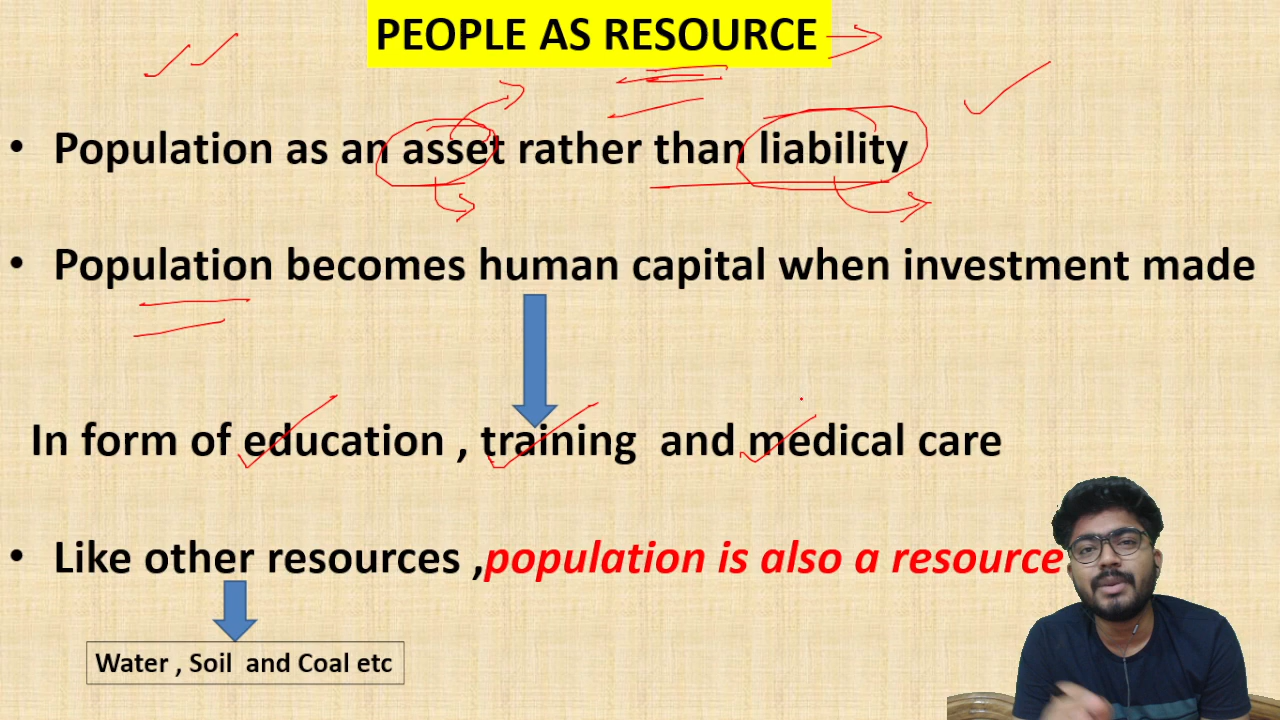 PEOPLE AS RESOURCE
• Population as an asset rather than liability
• Population becomes human capital when investment made
In form of education , training and medical care
• Like other resources ,population is also a resource
Water , Soil and Coal etc